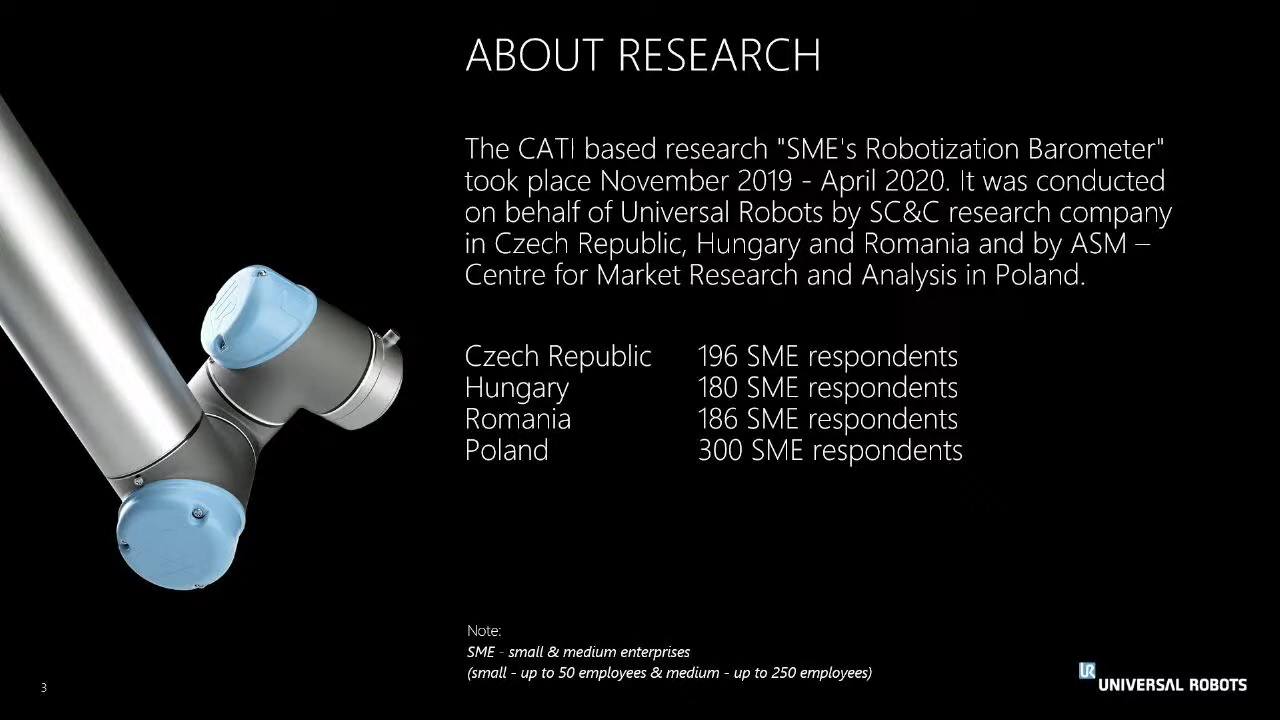 ABOUT RESEARCH
The CATI based research "SME's Robotization Barometer"
took place November 2019 - April 2020. It was conducted
on behalf of Universal Robots by SC&C research company
in Czech Republic, Hungary and Romania and by ASM –
Centre for Market Research and Analysis in Poland.
Czech Republic 196 SME respondents
Hungary 180 SME respondents
Romania 186 SME respondents
Poland 300 SME respondents
Note:
SME - small & medium enterprises
(small - up to 50 employees & medium - up to 250 employees)
3
UR
UNIVERSAL ROBOTS